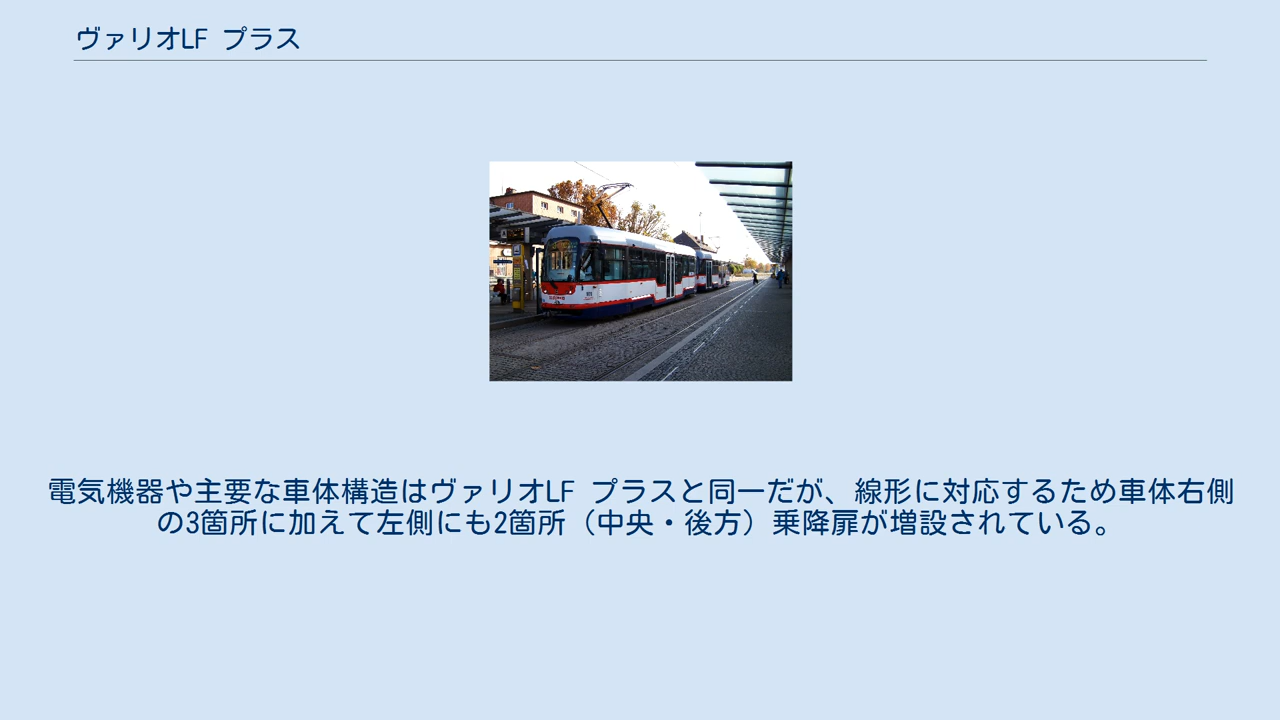 ヴァリオLF プラス
電気機器や主要な車体構造はヴァリオLF プラスと同一だが、線形に対応するため車体右側
の3箇所に加えて左側にも2箇所（中央・後方）乗降扉が増設されている。